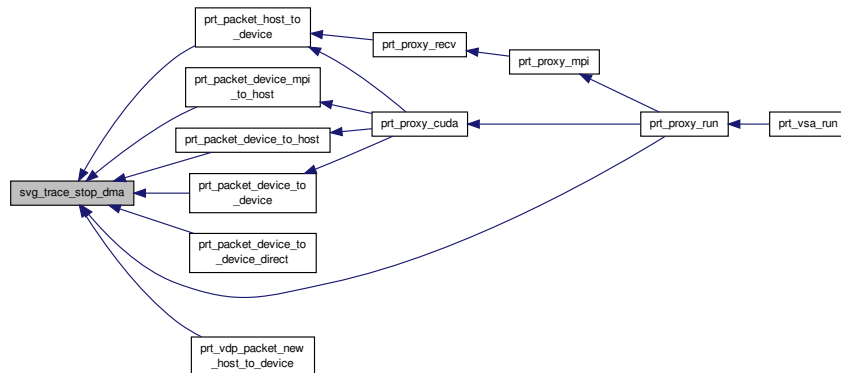 prt_packet_host_to
_device
prt_proxy_recv
prt_proxy_mpi
prt_packet_device_mpi
_to_host
prt_proxy_cuda
prt_proxy_run
prt_vsa_run
prt_packet_device_to_host
svg_trace_stop_dma
prt_packet_device_to
_device
prt_packet_device_to
_device_direct
prt_vdp_packet_new
_host_to_device